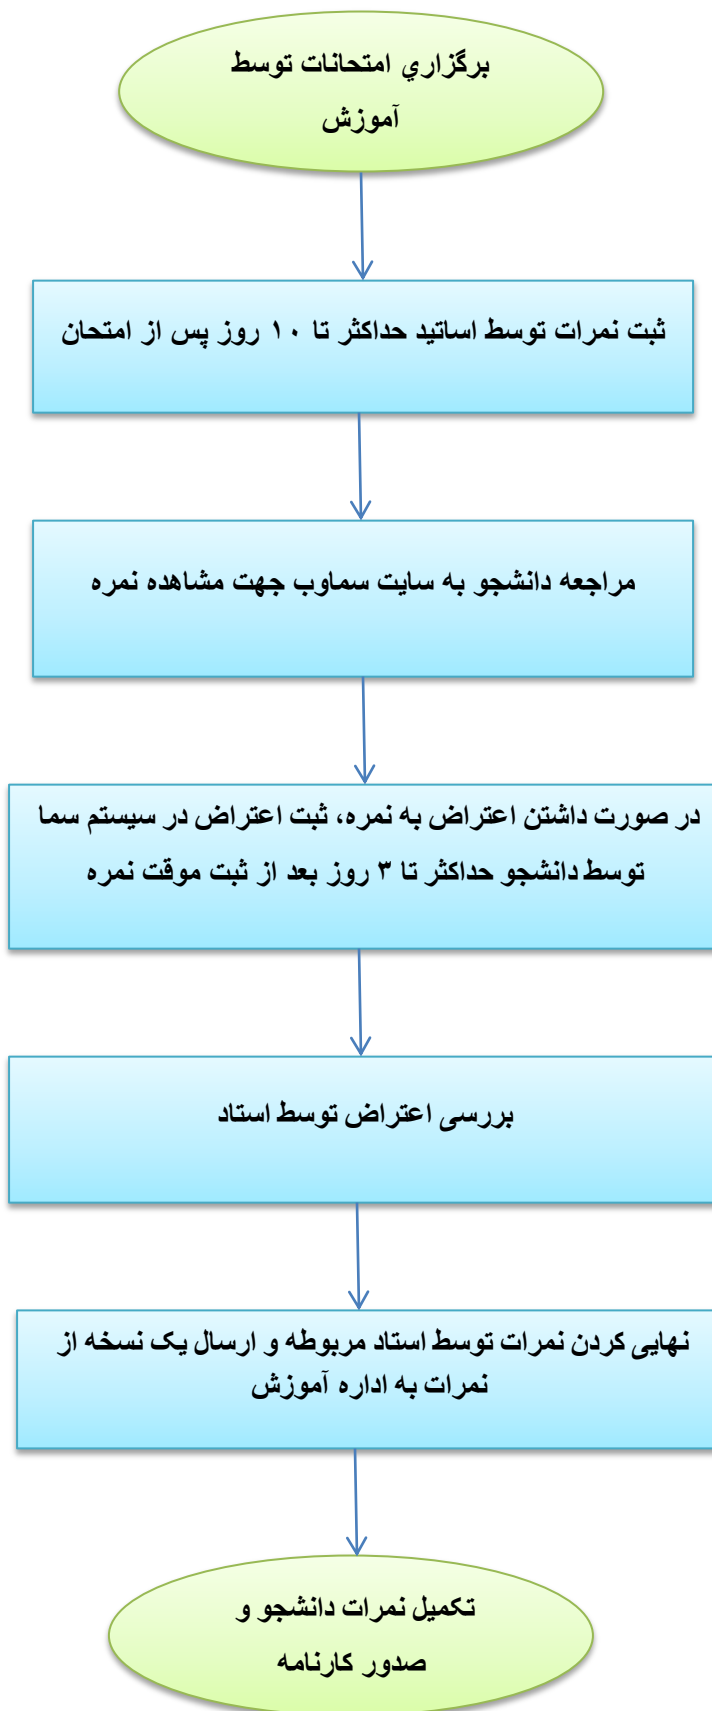 برگزاري امتحانات توسط
آموزش
ثبت نمرات توسط اساتید حداکثر تا ۱۰ روز پس از امتحان
مراجعه دانشجو به سایت سماوب جهت مشاهده نمره
در صورت داشتن اعتراض به نمره، ثبت اعتراض در سیستم سما
توسط دانشجو حداکثر تا ۳ روز بعد از ثبت موقت نمره
بررسی اعتراض توسط استاد
نهایی کردن نمرات توسط استاد مربوطه و ارسال یک نسخه از
نمرات به اداره آموزش
تکمیل نمرات دانشجو و
صدور کارنامه